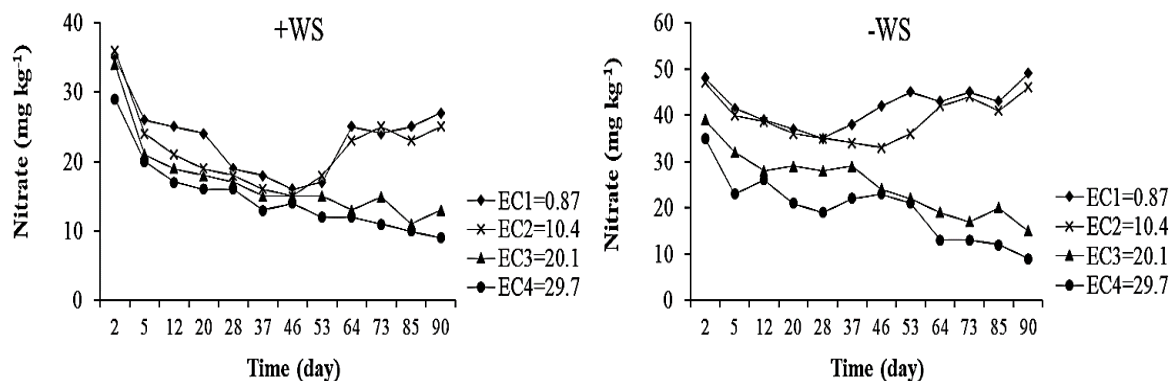 +WS
Nitrate (mg kg⁻¹)
40
30
20
10
0
2 5 12 20 28 37 46 53 64 73 85 90
Time (day)
EC1=0.87
EC2=10.4
EC3=20.1
EC4=29.7
-WS
Nitrate (mg kg⁻¹)
60
50
40
30
20
10
0
2 5 12 20 28 37 46 53 64 73 85 90
Time (day)
EC1=0.87
EC2=10.4
EC3=20.1
EC4=29.7